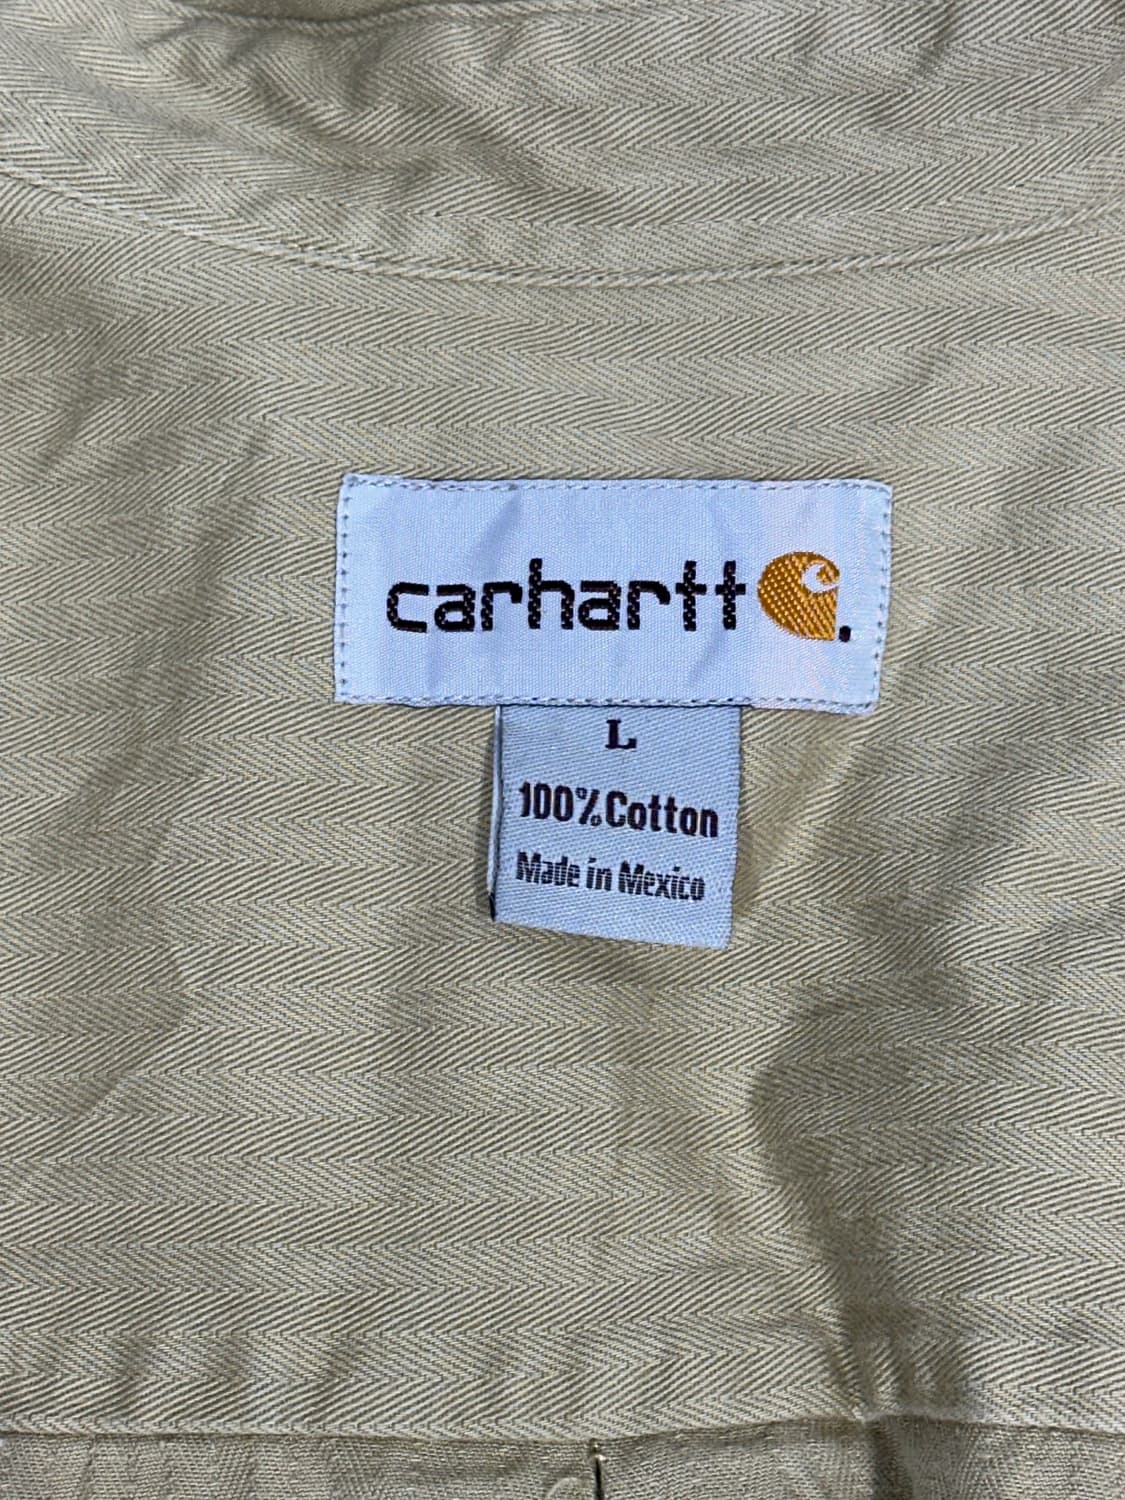 carhartt.
L
100% Cotton
Made in Mexico